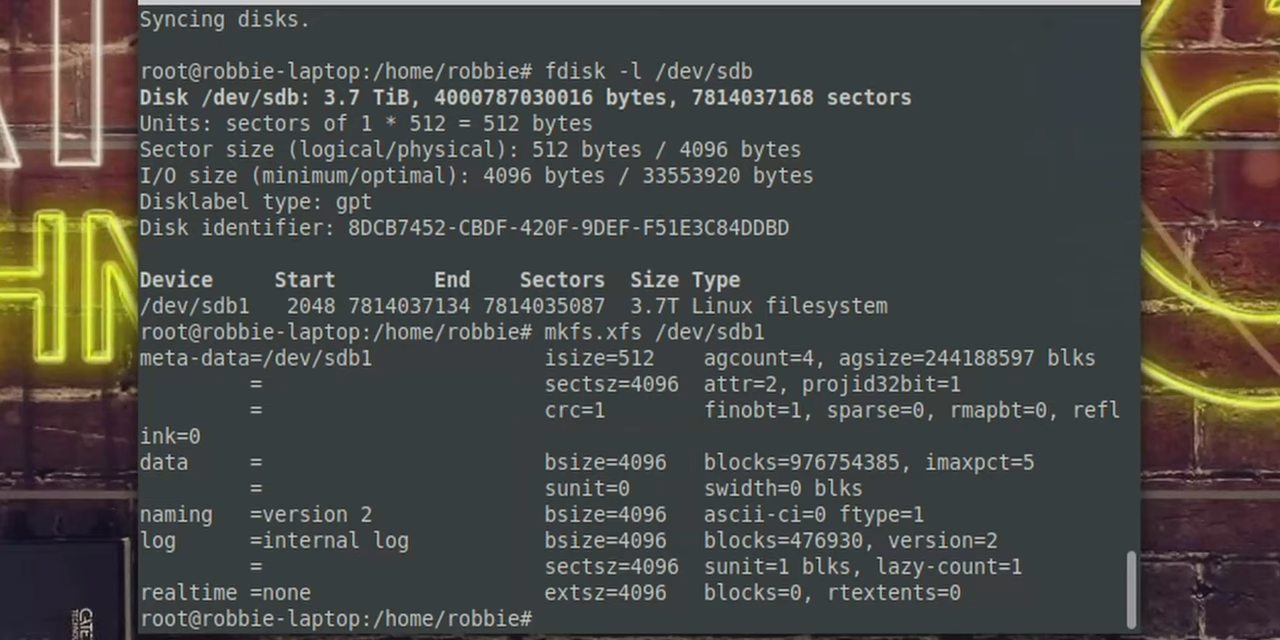 Syncing disks.
root@robbie-laptop:/home/robbie# fdisk -l /dev/sdb
Disk /dev/sdb: 3.7 TiB, 4000787030016 bytes, 7814037168 sectors
Units: sectors of 1 * 512 = 512 bytes
Sector size (logical/physical): 512 bytes / 4096 bytes
I/O size (minimum/optimal): 4096 bytes / 33553920 bytes
Disklabel type: gpt
Disk identifier: 8DCB7452-CBDF-420F-9DEF-F51E3C84DDBD
Device     Start        End    Sectors  Size Type
/dev/sdb1   2048 7814037134 7814035087  3.7T Linux filesystem
root@robbie-laptop:/home/robbie# mkfs.xfs /dev/sdb1
meta-data=/dev/sdb1              isize=512    agcount=4, agsize=244188597 blks
         =                       sectsz=4096  attr=2, projid32bit=1
         =                       crc=1        finobt=1, sparse=0, rmapbt=0, refl
ink=0
data     =                       bsize=4096   blocks=976754385, imaxpct=5
         =                       sunit=0      swidth=0 blks
naming   =version 2              bsize=4096   ascii-ci=0 ftype=1
log      =internal log           bsize=4096   blocks=476930, version=2
         =                       sectsz=4096  sunit=1 blks, lazy-count=1
realtime =none                   extsz=4096   blocks=0, rtextents=0
root@robbie-laptop:/home/robbie#